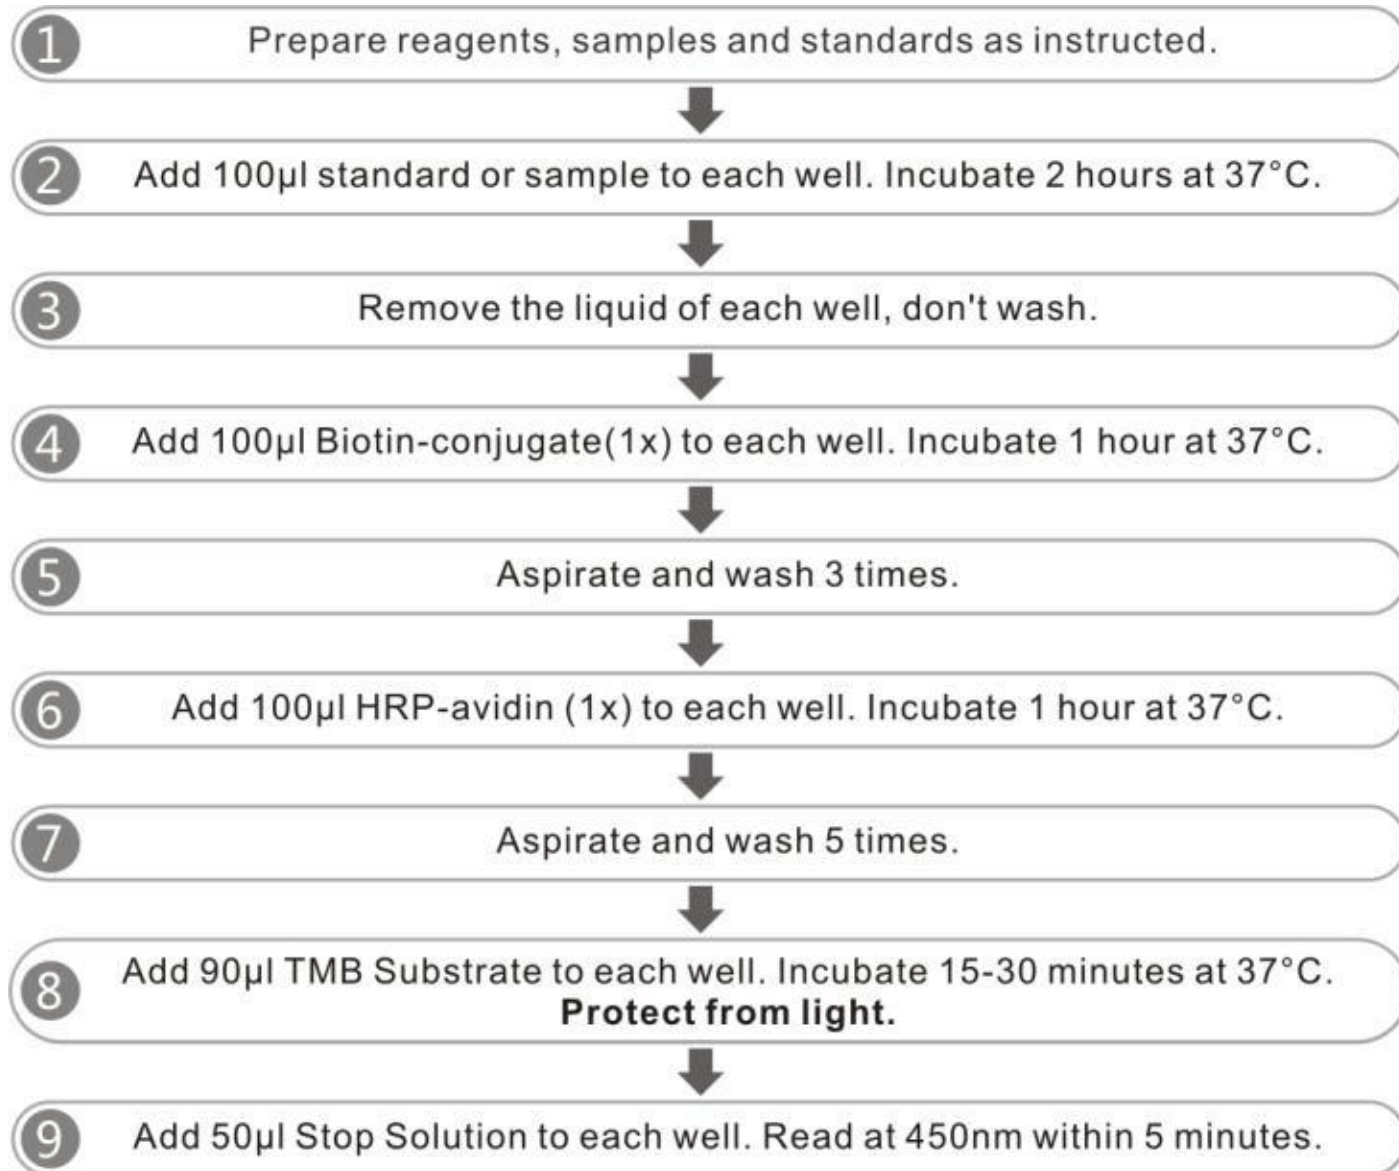 1 Prepare reagents, samples and standards as instructed.
2 Add 100µl standard or sample to each well. Incubate 2 hours at 37°C.
3 Remove the liquid of each well, don't wash.
4 Add 100µl Biotin-conjugate(1x) to each well. Incubate 1 hour at 37°C.
5 Aspirate and wash 3 times.
6 Add 100µl HRP-avidin (1x) to each well. Incubate 1 hour at 37°C.
7 Aspirate and wash 5 times.
8 Add 90µl TMB Substrate to each well. Incubate 15-30 minutes at 37°C.
Protect from light.
9 Add 50µl Stop Solution to each well. Read at 450nm within 5 minutes.